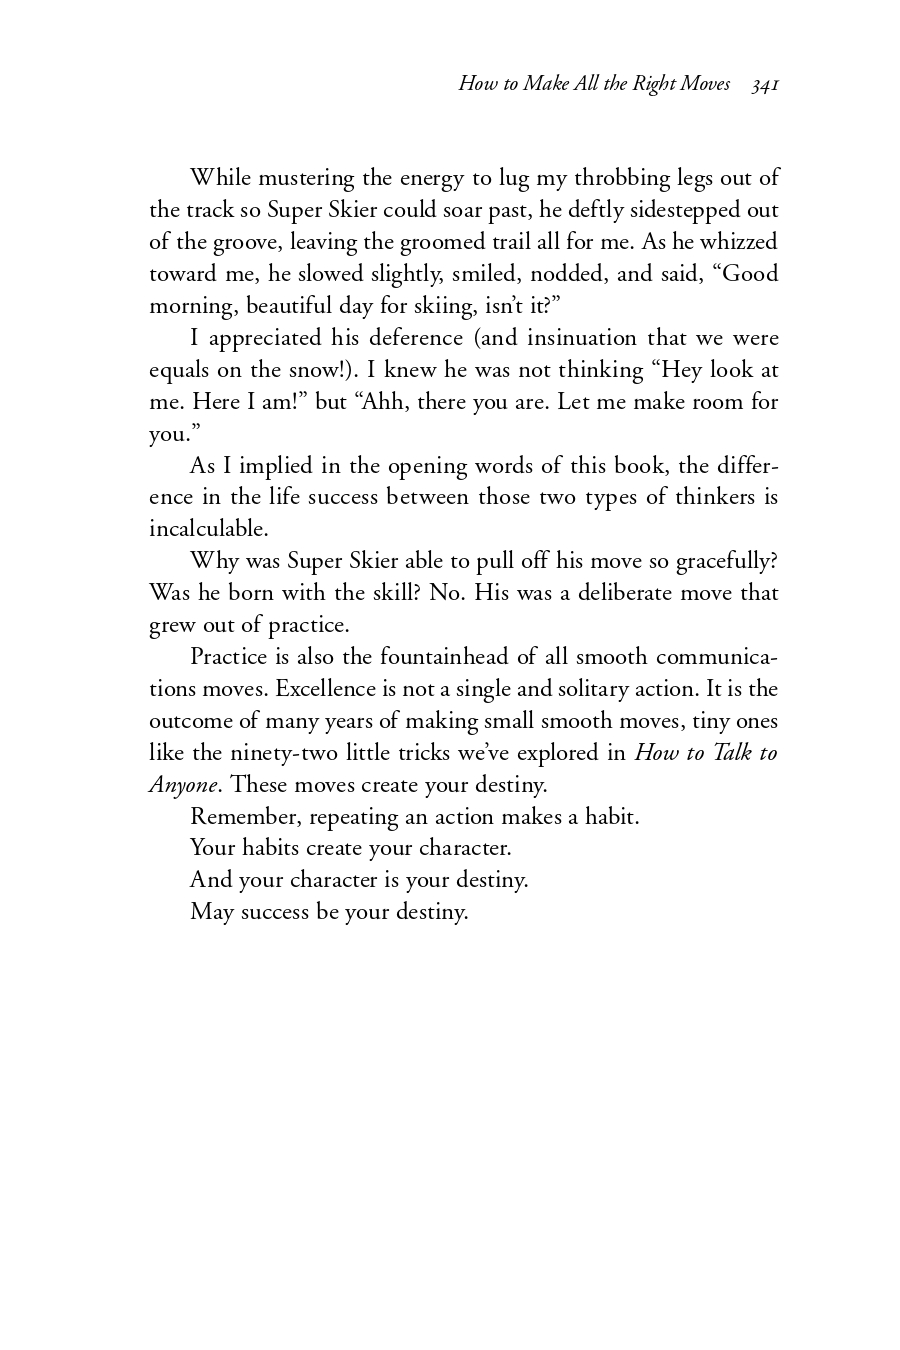 How to Make All the Right Moves 341
While mustering the energy to lug my throbbing legs out of
the track so Super Skier could soar past, he deftly sidestepped out
of the groove, leaving the groomed trail all for me. As he whizzed
toward me, he slowed slightly, smiled, nodded, and said, “Good
morning, beautiful day for skiing, isn’t it?”
I appreciated his deference (and insinuation that we were
equals on the snow!). I knew he was not thinking “Hey look at
me. Here I am!” but “Ahh, there you are. Let me make room for
you.”
As I implied in the opening words of this book, the differ-
ence in the life success between those two types of thinkers is
incalculable.
Why was Super Skier able to pull off his move so gracefully?
Was he born with the skill? No. His was a deliberate move that
grew out of practice.
Practice is also the fountainhead of all smooth communica-
tions moves. Excellence is not a single and solitary action. It is the
outcome of many years of making small smooth moves, tiny ones
like the ninety-two little tricks we’ve explored in How to Talk to
Anyone. These moves create your destiny.
Remember, repeating an action makes a habit.
Your habits create your character.
And your character is your destiny.
May success be your destiny.